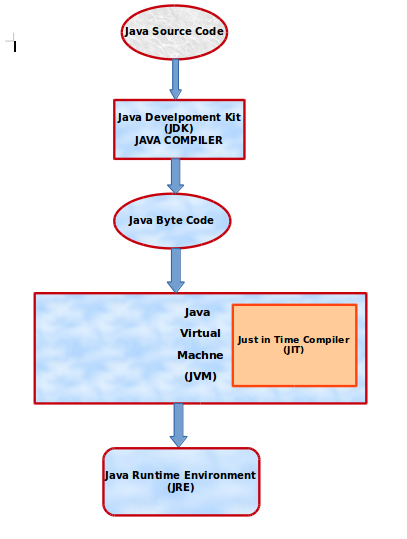 Java Source Code
Java Develpoment Kit
(JDK)
JAVA COMPILER
Java Byte Code
Java
Virtual
Machne
(JVM)
Just in Time Compiler
(JIT)
Java Runtime Environment
(JRE)